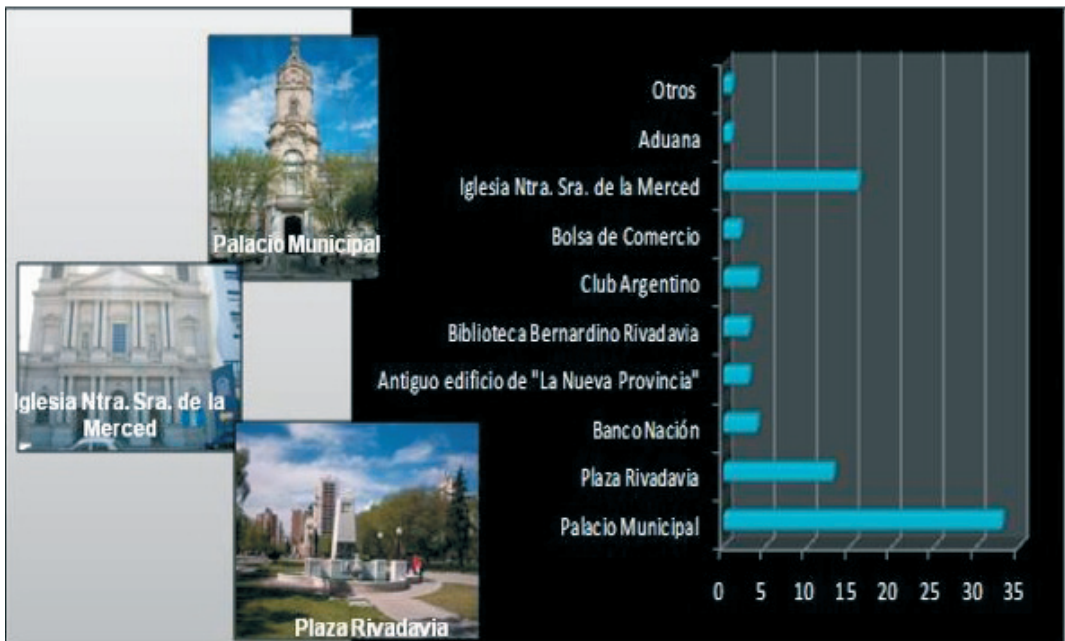 Palacio Municipal
Iglesia Ntra. Sra. de la
Merced
Plaza Rivadavia
Otros
Aduana
Iglesia Ntra. Sra. de la Merced
Bolsa de Comercio
Club Argentino
Biblioteca Bernardino Rivadavia
Antiguo edificio de "La Nueva Provincia"
Banco Nación
Plaza Rivadavia
Palacio Municipal
0 5 10 15 20 25 30 35